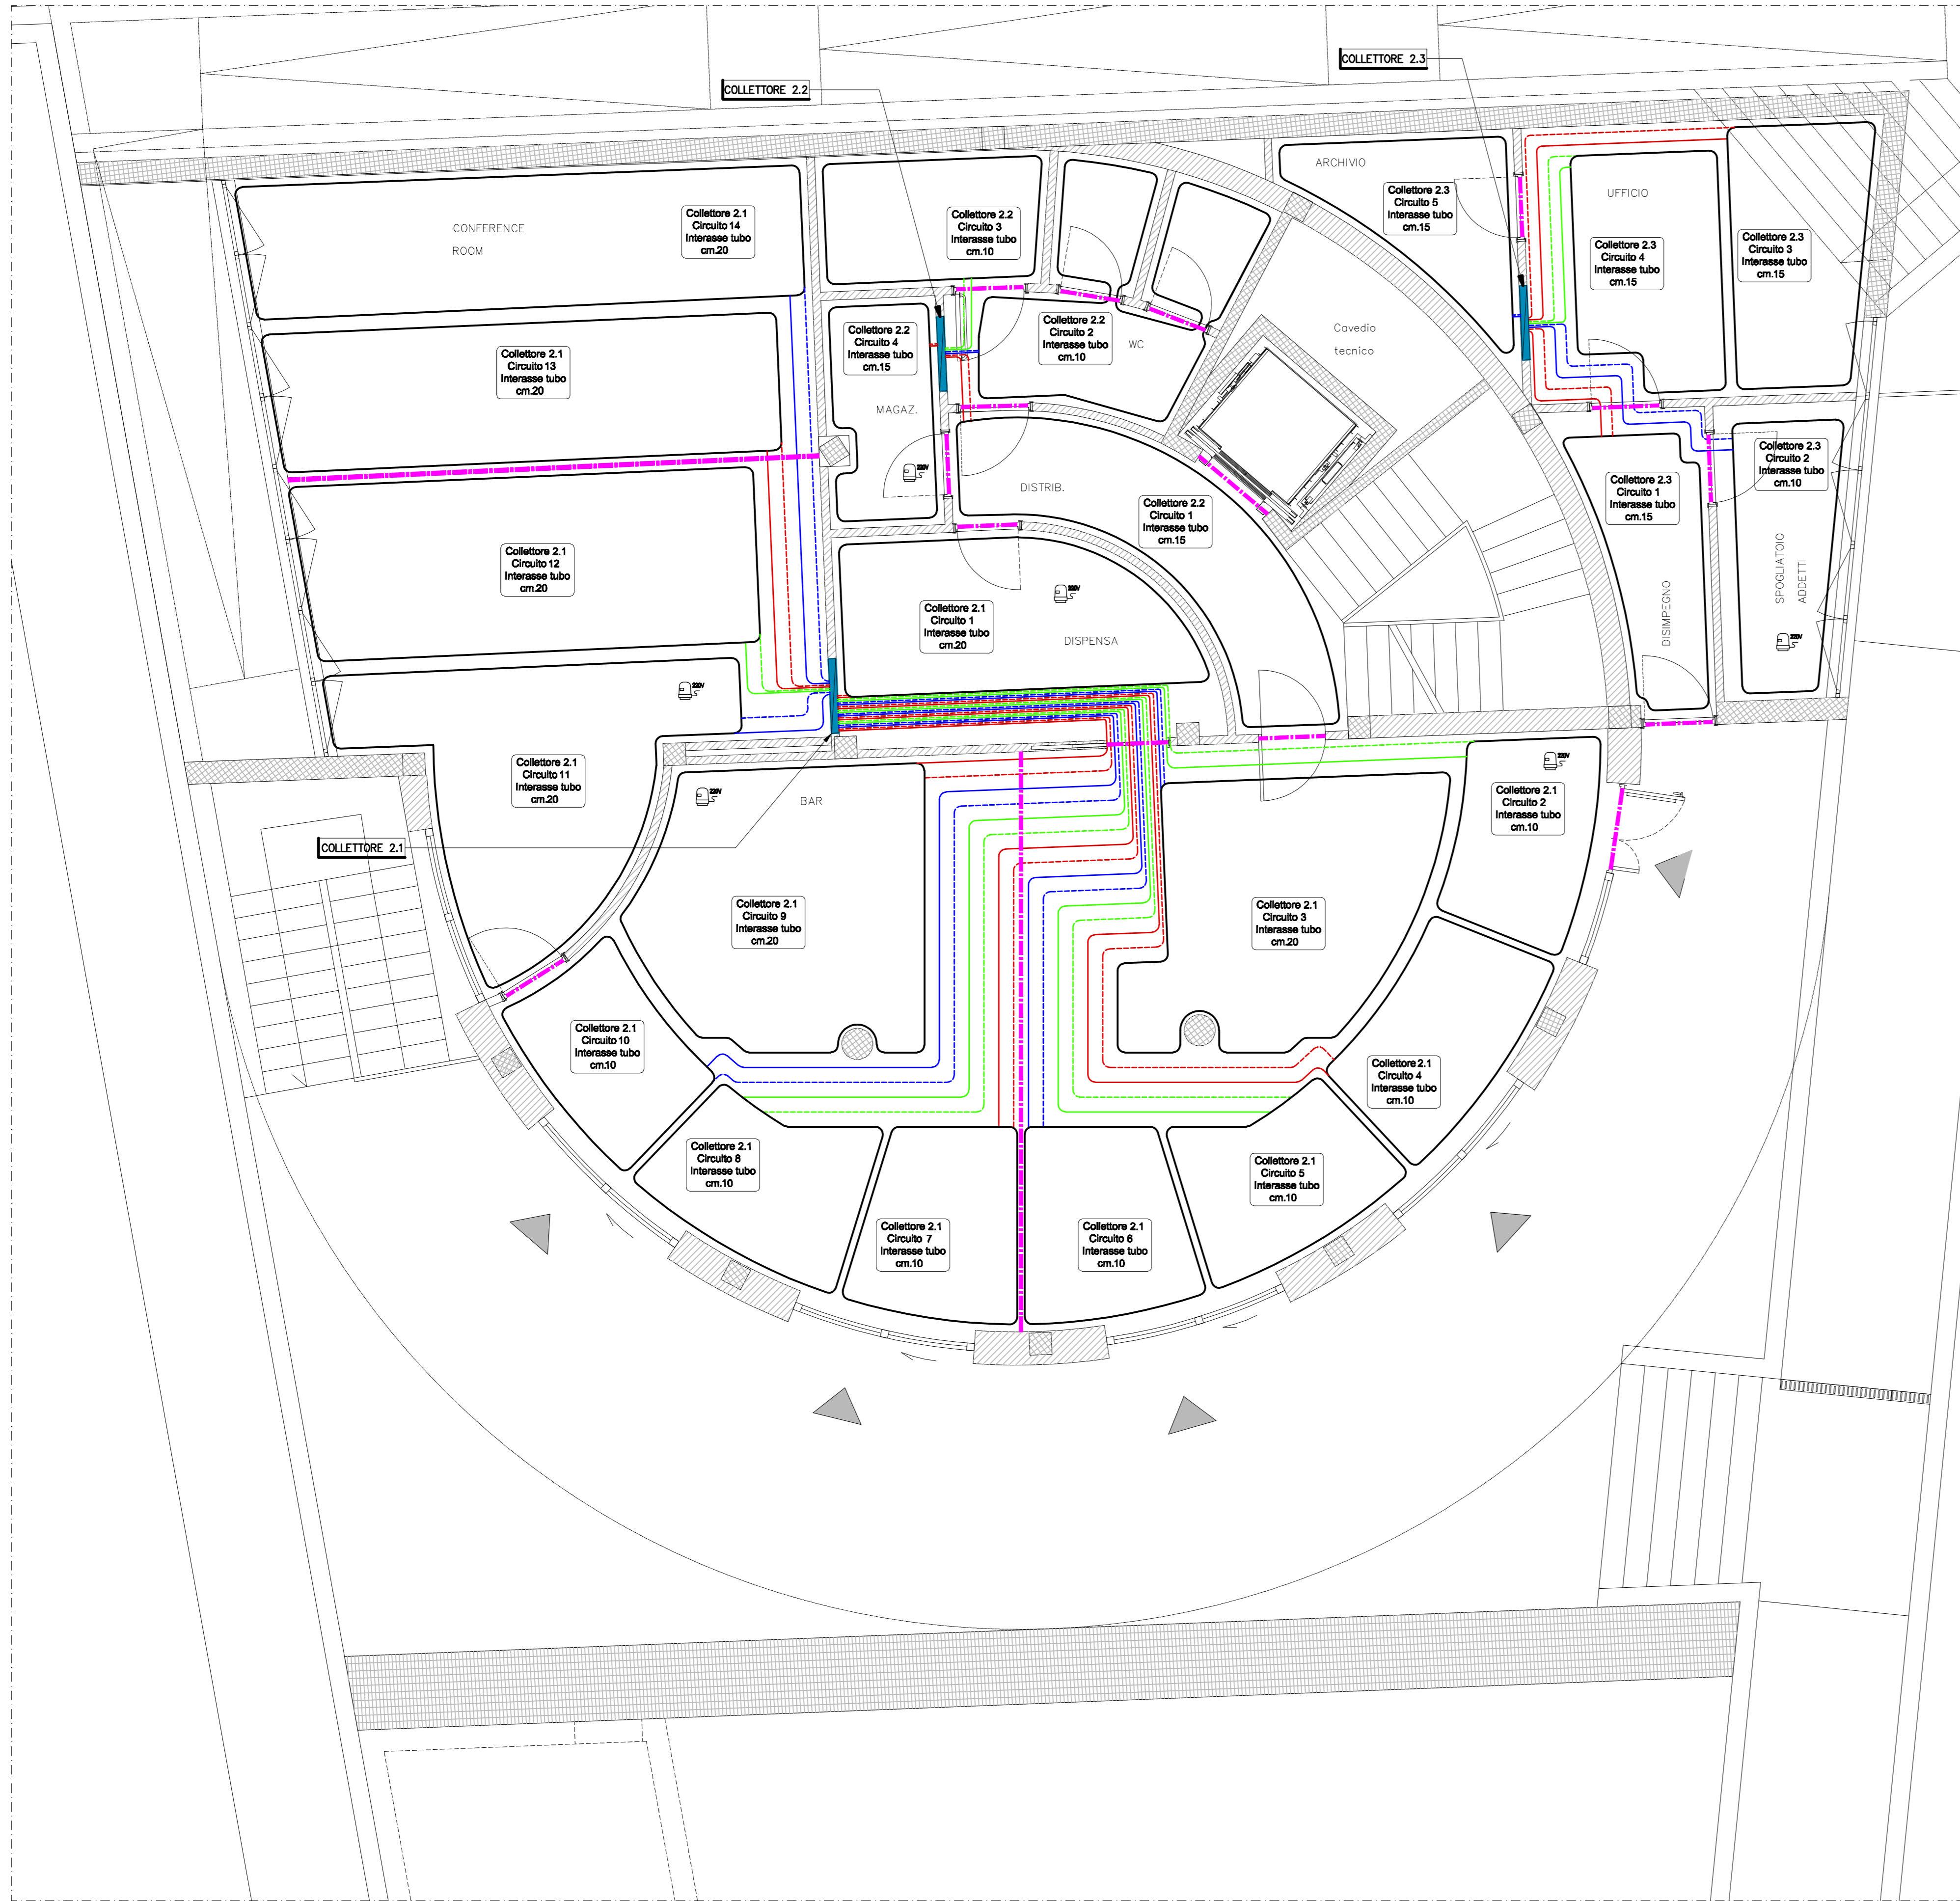 COLLETTORE 2.3
COLLETTORE 2.2
ARCHIVIO
Collettore 2.3
Circuito 5
Interasse tubo
cm.15
UFFICIO
Collettore 2.3
Circuito 4
Interasse tubo
cm.15
Collettore 2.3
Circuito 3
Interasse tubo
cm.15
CONFERENCE
ROOM
Collettore 2.1
Circuito 14
Interasse tubo
cm.20
Collettore 2.2
Circuito 3
Interasse tubo
cm.10
Collettore 2.2
Circuito 4
Interasse tubo
cm.15
Collettore 2.2
Circuito 2
Interasse tubo
cm.10
WC
Cavedio
tecnico
Collettore 2.1
Circuito 13
Interasse tubo
cm.20
MAGAZ.
220V
DISTRIB.
Collettore 2.2
Circuito 1
Interasse tubo
cm.15
Collettore 2.3
Circuito 1
Interasse tubo
cm.15
Collettore 2.3
Circuito 2
Interasse tubo
cm.10
Collettore 2.1
Circuito 12
Interasse tubo
cm.20
Collettore 2.1
Circuito 1
Interasse tubo
cm.20
220V
DISPENSA
DISIMPEGNO
SPOGLIATOIO
ADDETTI
220V
220V
Collettore 2.1
Circuito 11
Interasse tubo
cm.20
220V
BAR
220V
Collettore 2.1
Circuito 2
Interasse tubo
cm.10
COLLETTORE 2.1
Collettore 2.1
Circuito 9
Interasse tubo
cm.20
Collettore 2.1
Circuito 3
Interasse tubo
cm.20
Collettore 2.1
Circuito 10
Interasse tubo
cm.10
Collettore 2.1
Circuito 4
Interasse tubo
cm.10
Collettore 2.1
Circuito 8
Interasse tubo
cm.10
Collettore 2.1
Circuito 5
Interasse tubo
cm.10
Collettore 2.1
Circuito 7
Interasse tubo
cm.10
Collettore 2.1
Circuito 6
Interasse tubo
cm.10